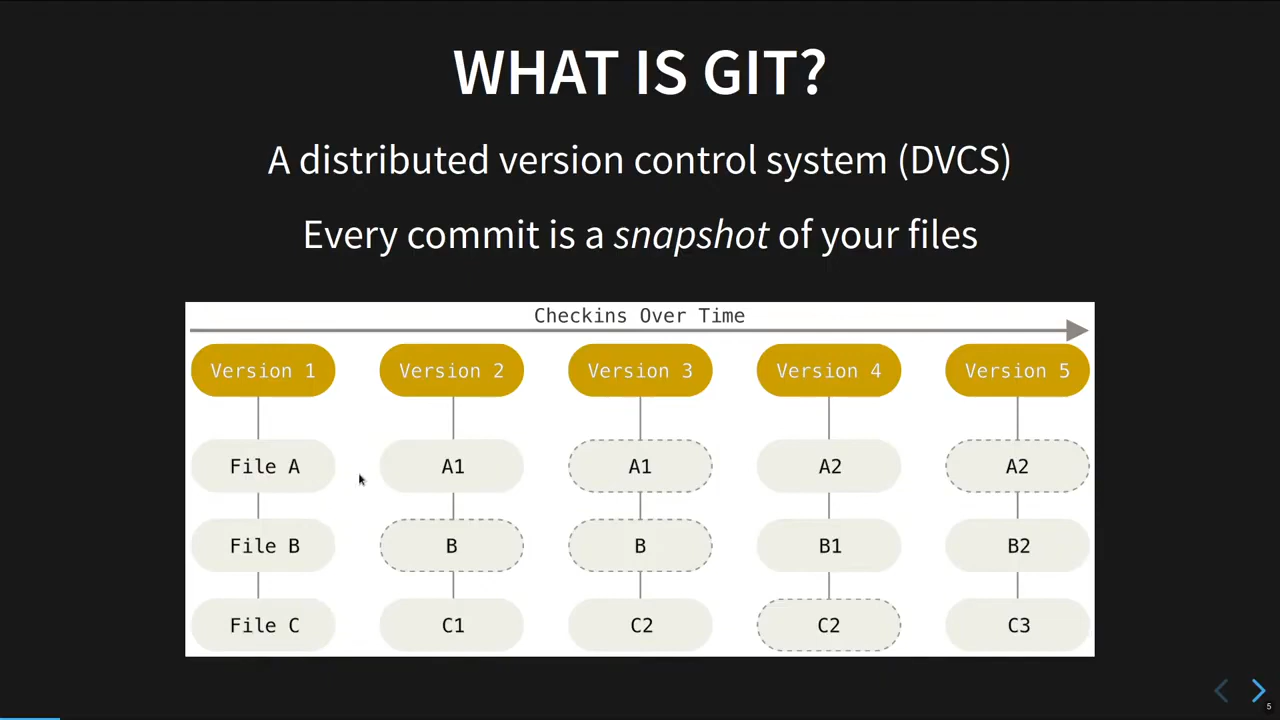 WHAT IS GIT?
A distributed version control system (DVCS)
Every commit is a snapshot of your files
Checkins Over Time
Version 1 Version 2 Version 3 Version 4 Version 5
File A A1 A1 A2 A2
File B B B B1 B2
File C C1 C2 C2 C3
5